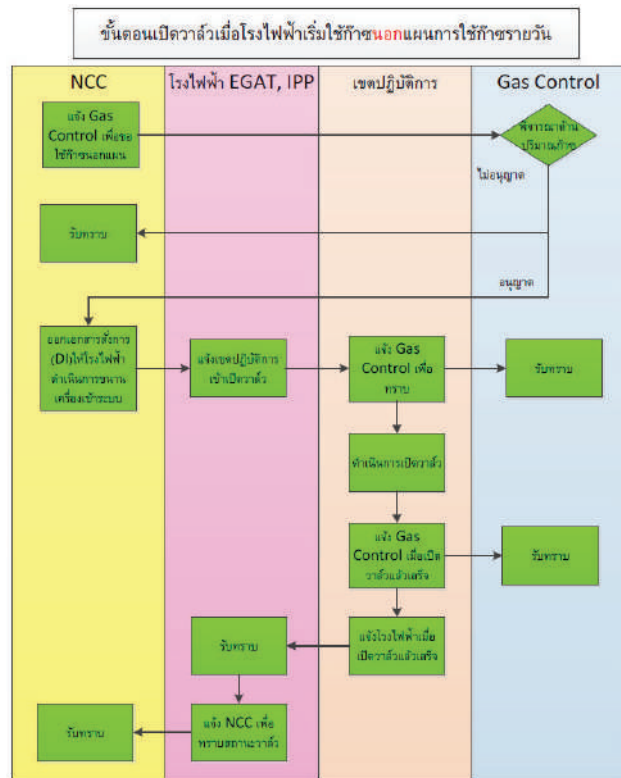 ขั้นตอนเปิดวาล์วเมื่อโรงไฟฟ้าเริ่มใช้ก๊าซนอกแผนการใช้ก๊าซรายวัน
NCC
โรงไฟฟ้า EGAT, IPP
เขตปฏิบัติการ
Gas Control
แจ้ง Gas
Control เพื่อขอ
ใช้ก๊าซนอกแผน
พิจารณาด้าน
ปริมาณก๊าซ
ไม่อนุญาต
รับทราบ
อนุญาต
ออกเอกสารสั่งการ
(DI)ให้โรงไฟฟ้า
ดำเนินการขนาน
เครื่องเข้าระบบ
แจ้งเขตปฏิบัติการ
เข้าเปิดวาล์ว
แจ้ง Gas
Control เพื่อ
ทราบ
รับทราบ
ดำเนินการเปิดวาล์ว
แจ้ง Gas
Control เมื่อเปิด
วาล์วแล้วเสร็จ
รับทราบ
แจ้งโรงไฟฟ้าเมื่อ
เปิดวาล์วแล้วเสร็จ
รับทราบ
แจ้ง NCC เพื่อ
ทราบสถานะวาล์ว
รับทราบ